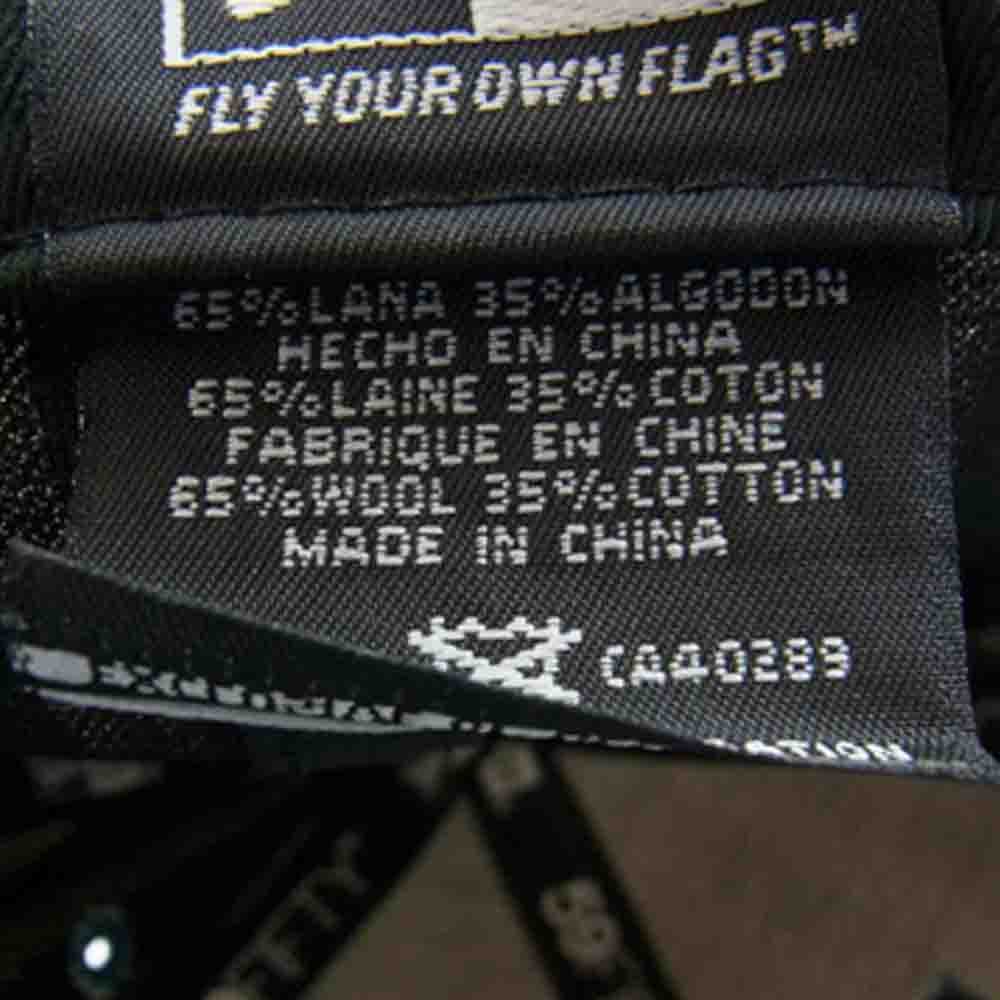 FLY YOUR OWN FLAG™
65%LANA 35%ALGODON
HECHO EN CHINA
65%LAINE 35%COTON
FABRIQUE EN CHINE
65%WOOL 35%COTTON
MADE IN CHINA
CA40289